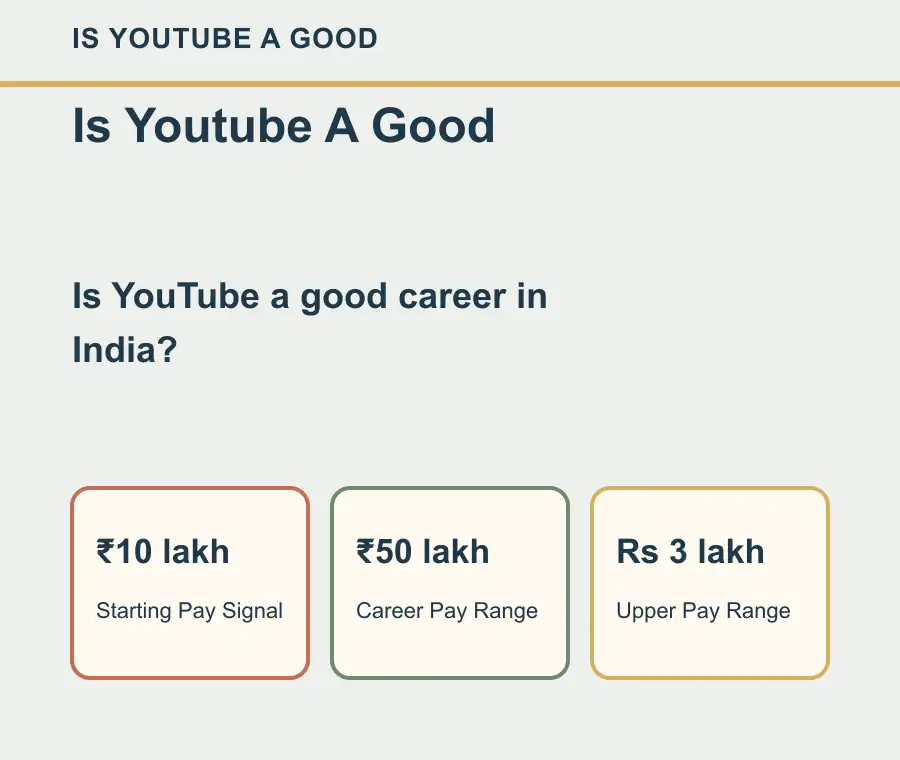 IS YOUTUBE A GOOD
Is Youtube A Good
Is YouTube a good career in
India?
₹10 lakh
Starting Pay Signal
₹50 lakh
Career Pay Range
Rs 3 lakh
Upper Pay Range